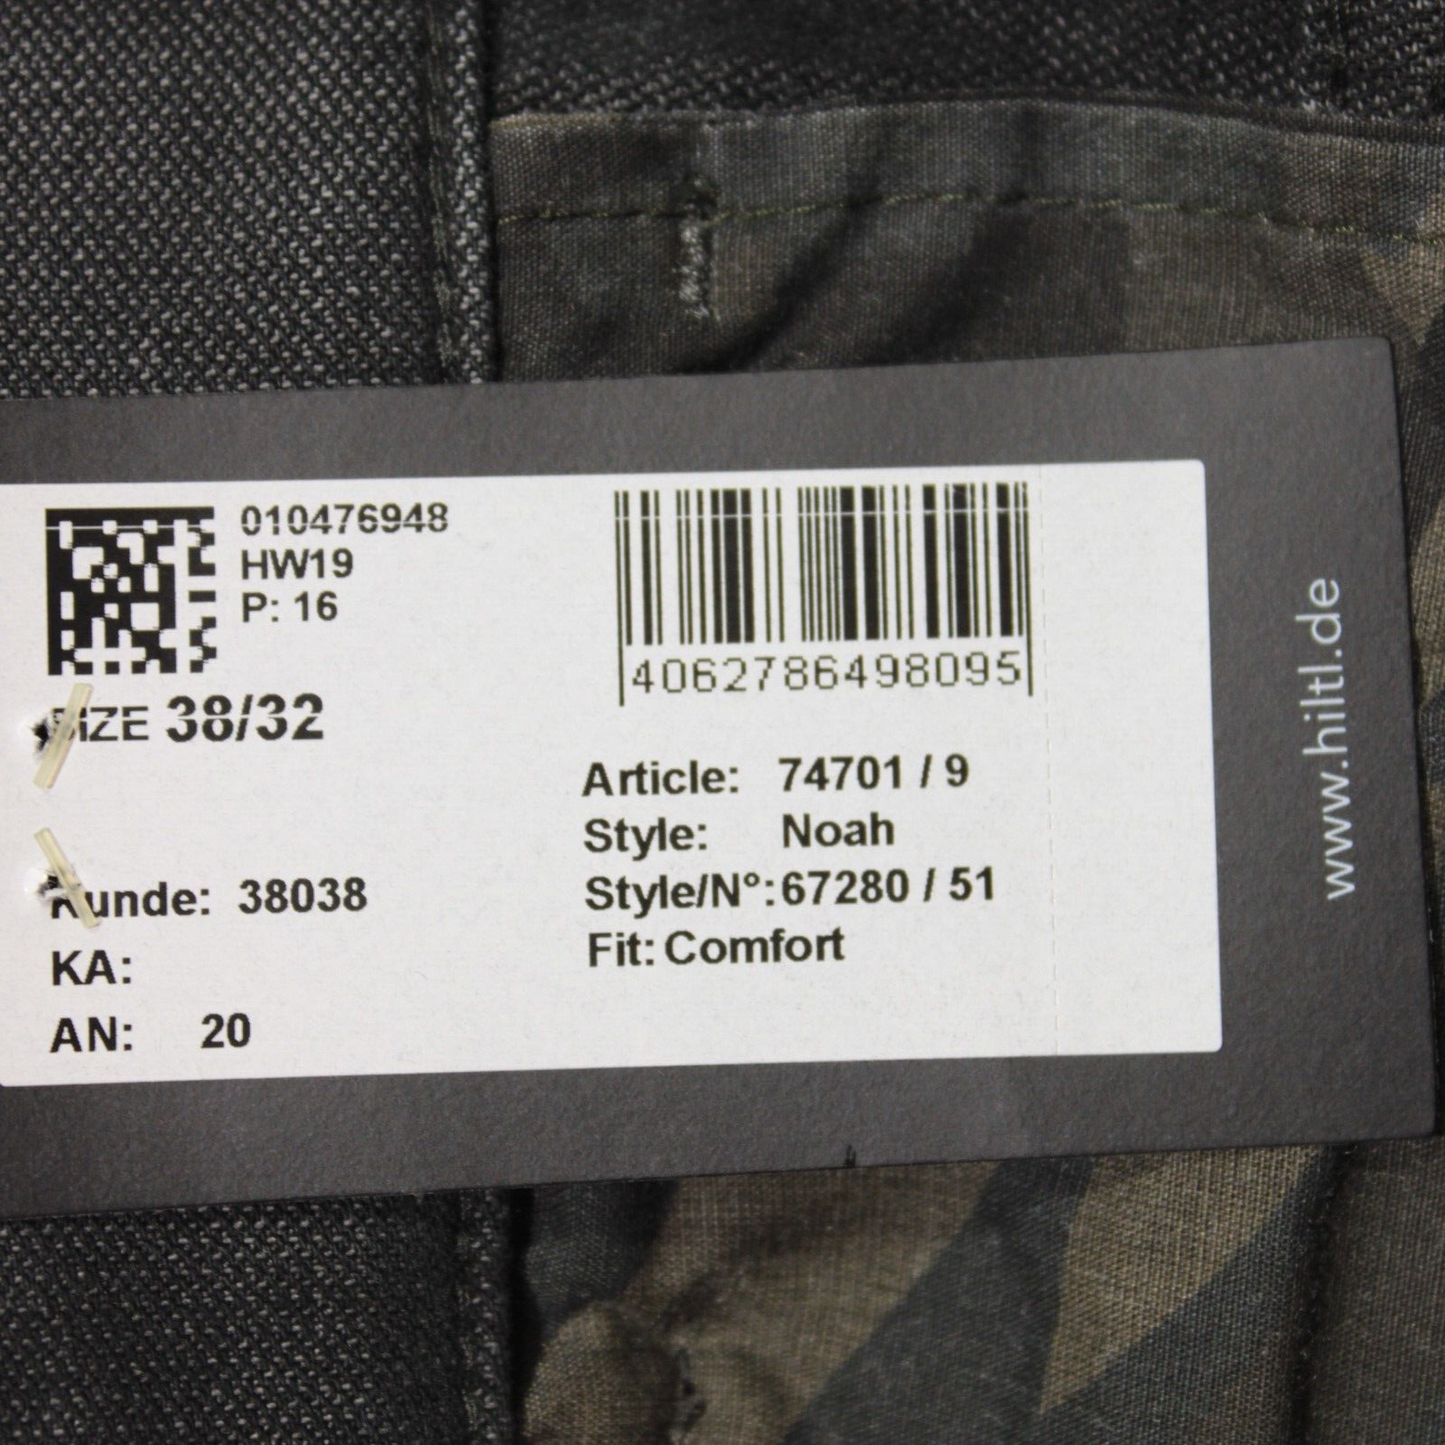 010476948
HW19
P: 16
SIZE 38/32
Kunde: 38038
KA:
AN: 20
4062786498095
Article: 74701 / 9
Style: Noah
Style/N°: 67280 / 51
Fit: Comfort
www.hiltl.de